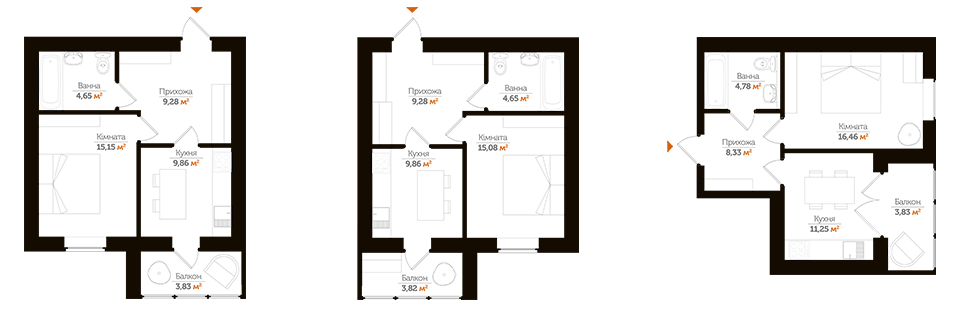 Ванна
4,65 м²
Прихожа
9,28 м²
Кімната
15,15 м²
Кухня
9,86 м²
Балкон
3,83 м²
Прихожа
9,28 м²
Ванна
4,65 м²
Кухня
9,86 м²
Кімната
15,08 м²
Балкон
3,82 м²
Ванна
4,78 м²
Кімната
16,46 м²
Прихожа
8,33 м²
Балкон
3,83 м²
Кухня
11,25 м²